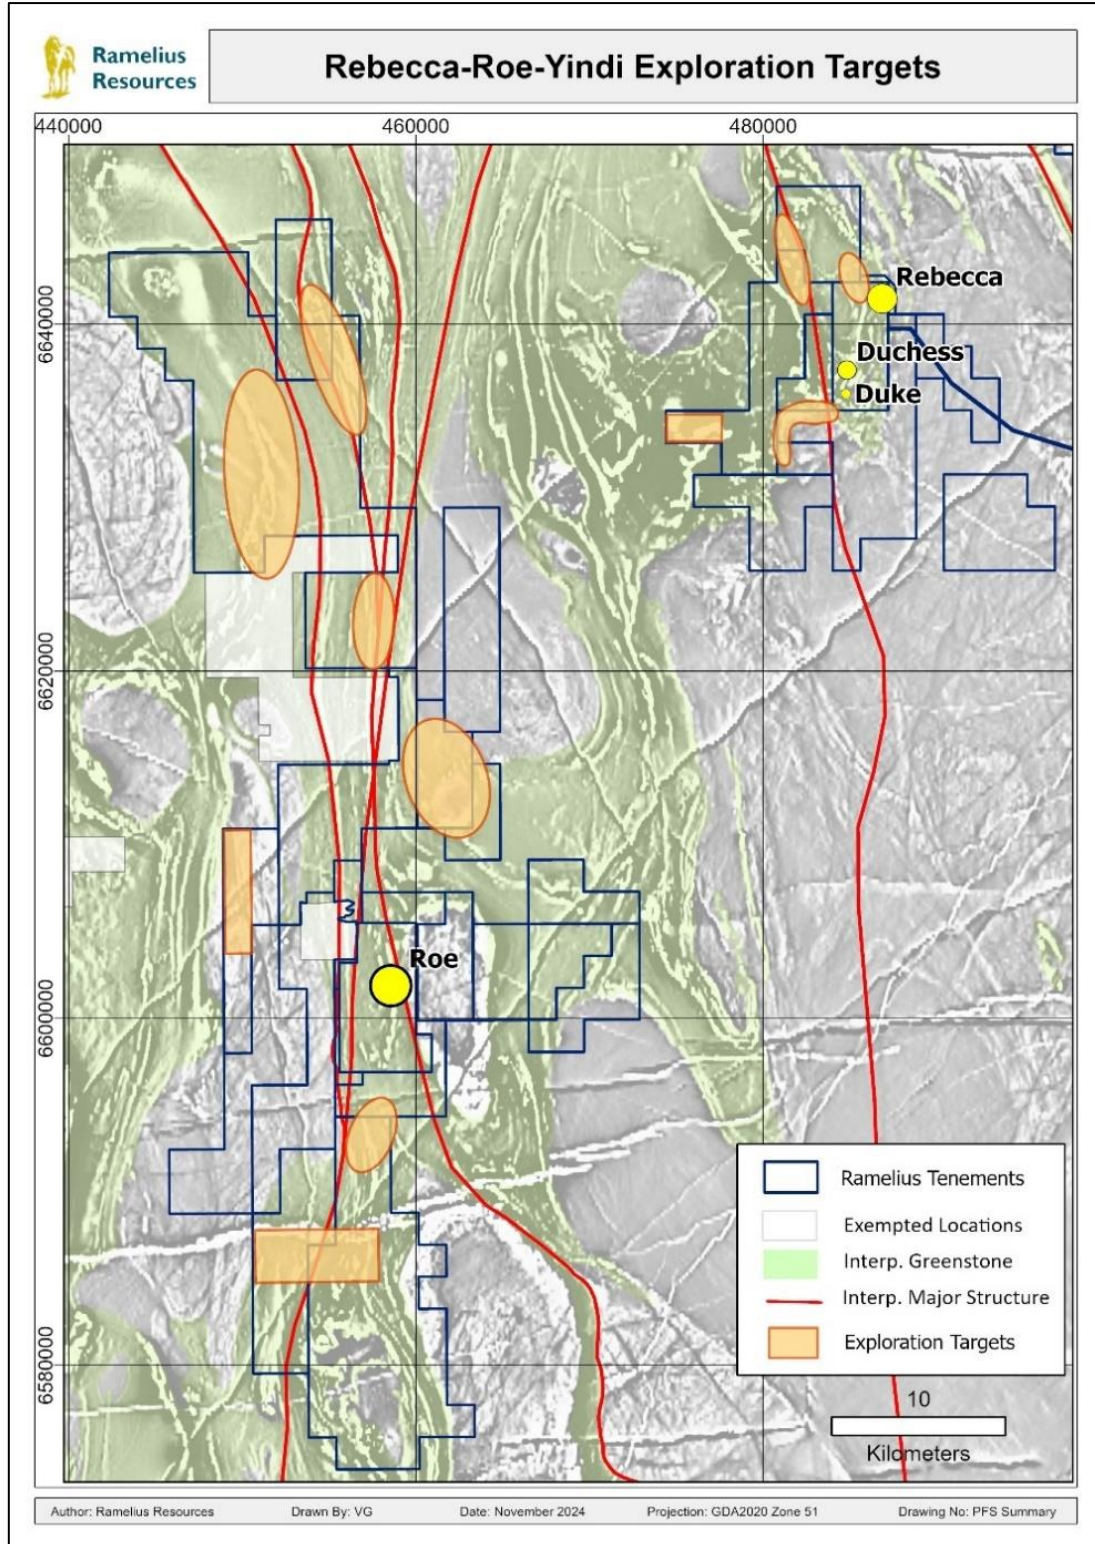 Ramelius
Resources
Rebecca-Roe-Yindi Exploration Targets
440000
460000
480000
6640000
6620000
6600000
6580000
Rebecca
Duchess
Duke
Roe
Ramelius Tenements
Exempted Locations
Interp. Greenstone
Interp. Major Structure
Exploration Targets
10
Kilometers
Author: Ramelius Resources Drawn By: VG Date: November 2024 Projection: GDA2020 Zone 51 Drawing No: PFS Summary